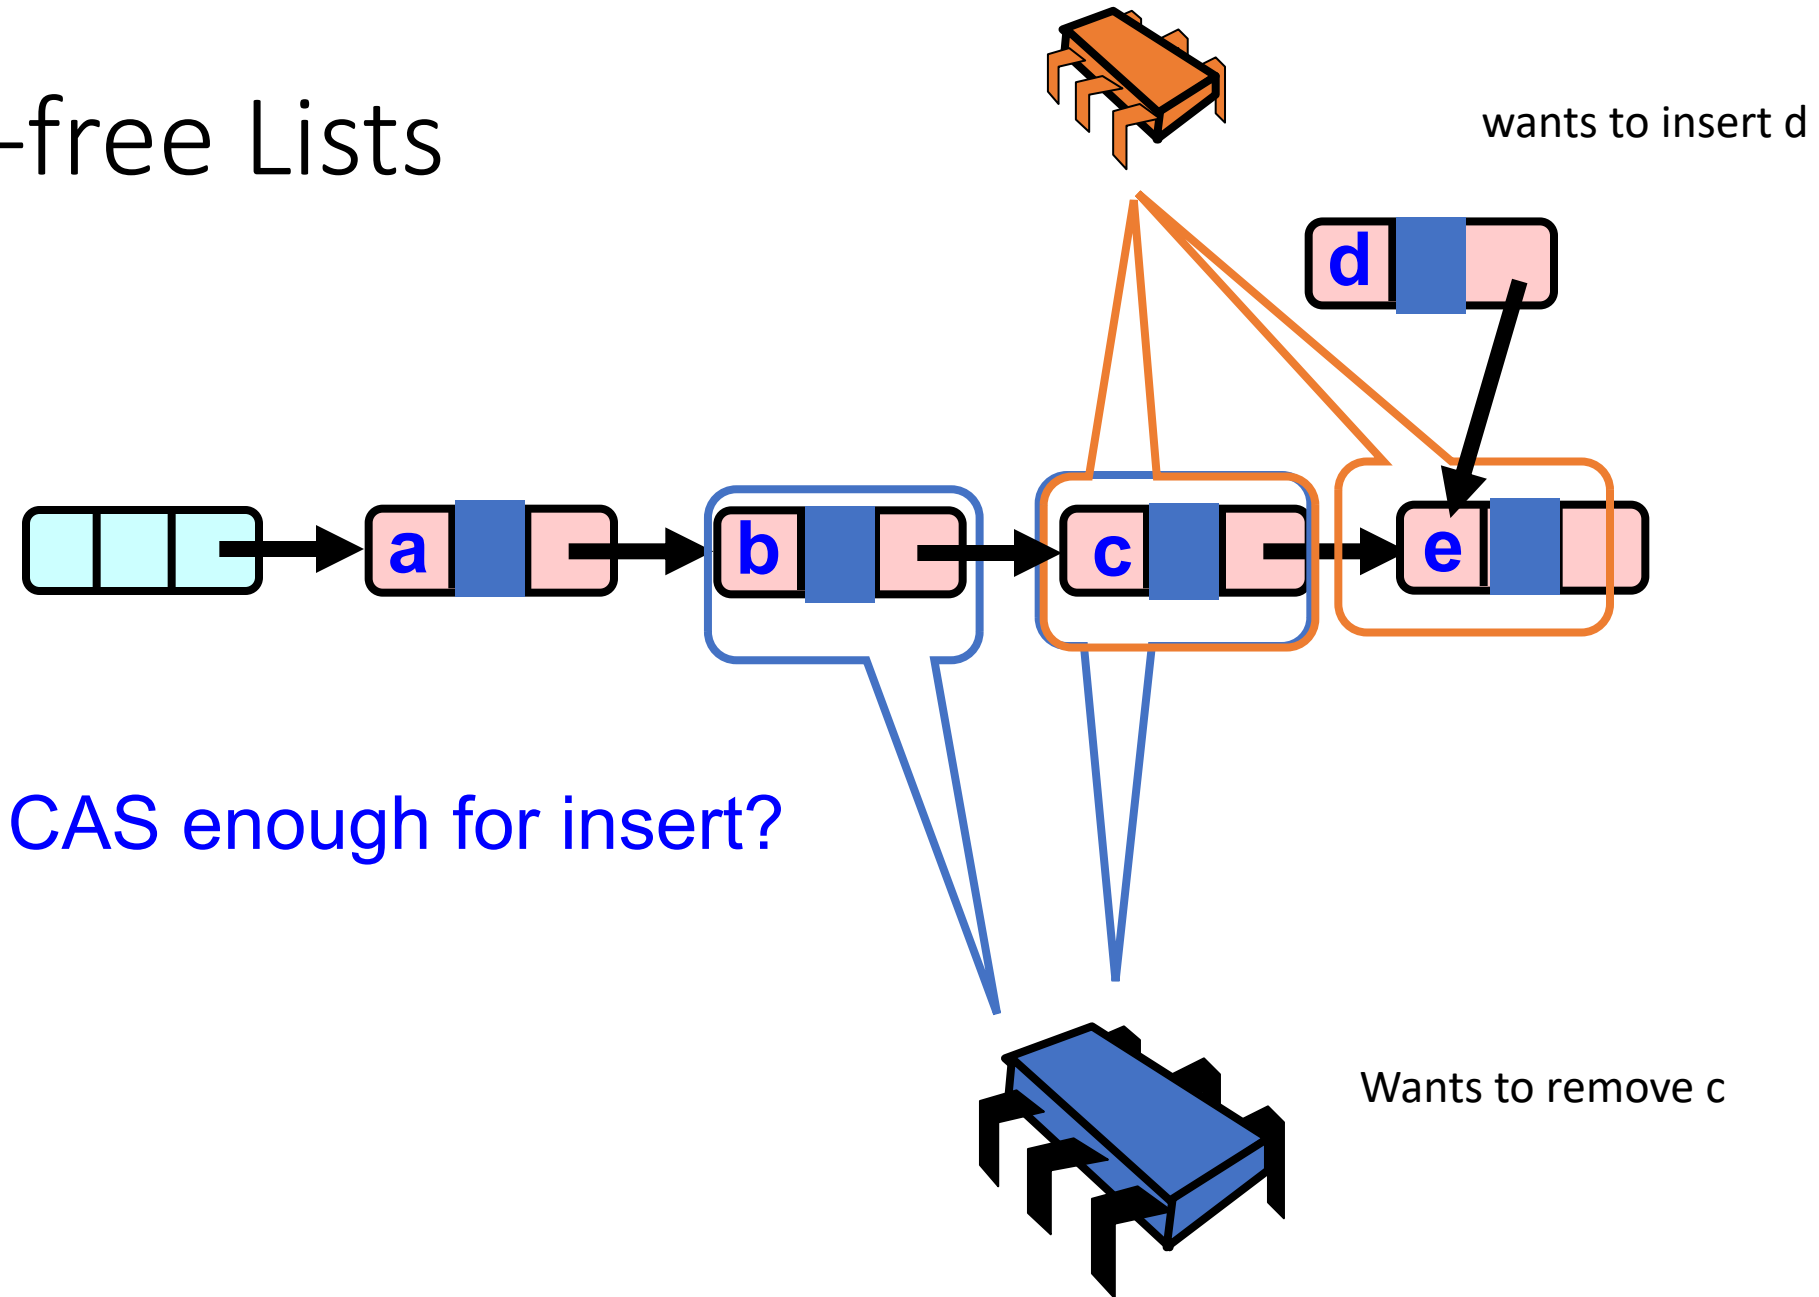 -free Lists
wants to insert d
d
a
b
c
e
CAS enough for insert?
Wants to remove c